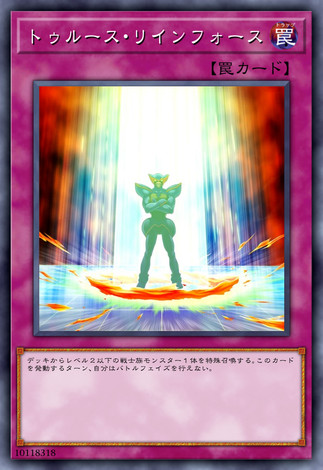 トゥルース・リインフォース
トラップ
罠
【罠カード】
デッキからレベル２以下の戦士族モンスター１体を特殊召喚する。このカード
を発動するターン、自分はバトルフェイズを行えない。
10118318